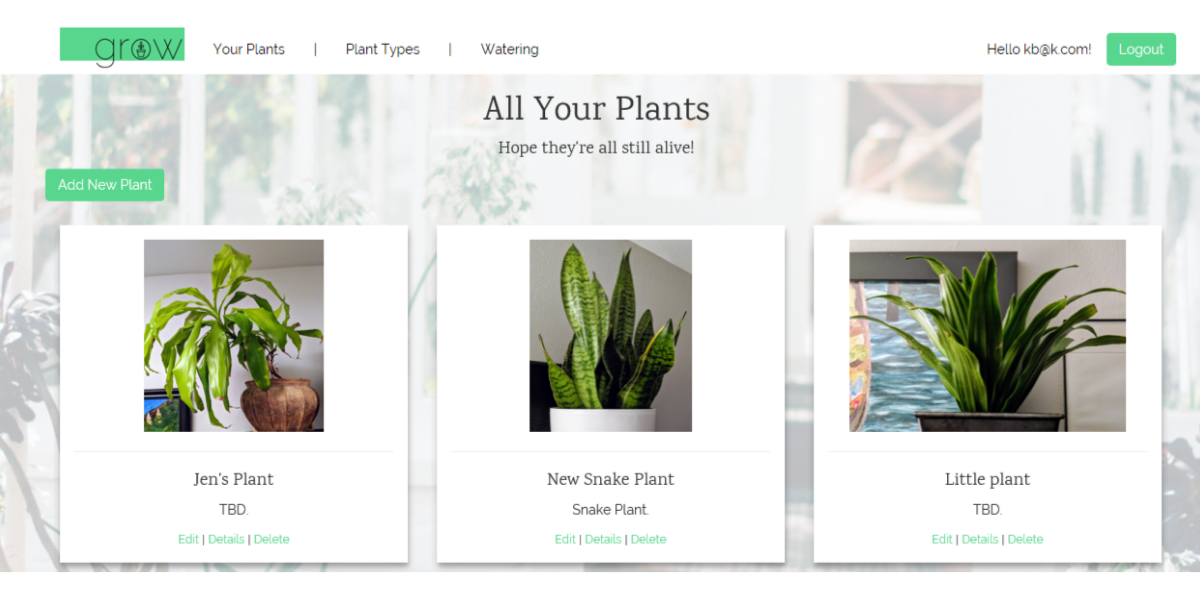 grow Your Plants | Plant Types | Watering Hello kb@k.com! Logout
All Your Plants
Hope they're all still alive!
Add New Plant
Jen's Plant New Snake Plant Little plant
TBD. Snake Plant. TBD.
Edit | Details | Delete Edit | Details | Delete Edit | Details | Delete